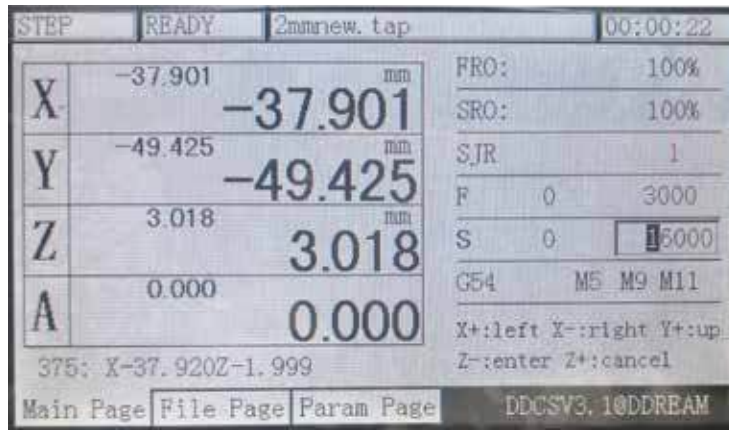 STEP READY 2mmnew.tap 00:00:22
X -37.901 mm -37.901
Y -49.425 mm -49.425
Z 3.018 mm 3.018
A 0.000 0.000
375: X-37.920Z-1.999
FRO: 100%
SRO: 100%
SJR 1
F 0 3000
S 0 16000
G54 M5 M9 M11
X+:left X-:right Y+:up
Z-:enter Z+:cancel
Main Page File Page Param Page DDCSV3.10DDREAM